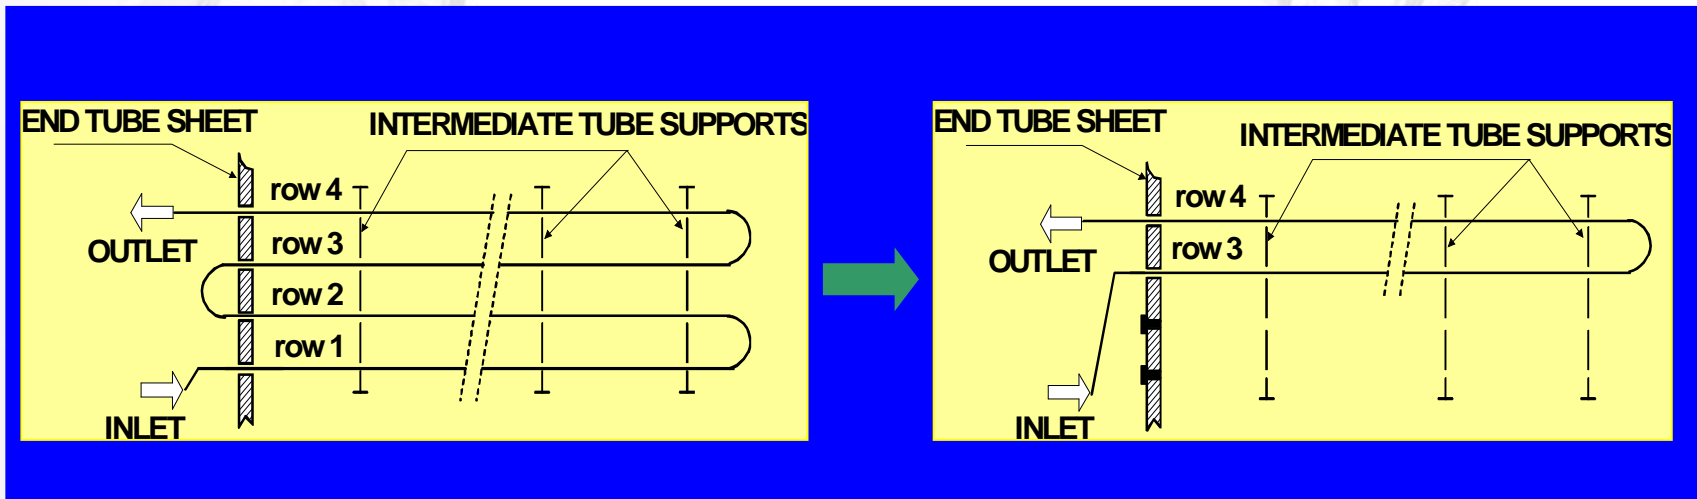 END TUBE SHEET
INTERMEDIATE TUBE SUPPORTS
row 4
OUTLET
row 3
row 2
row 1
INLET
END TUBE SHEET
INTERMEDIATE TUBE SUPPORTS
row 4
row 3
OUTLET
INLET